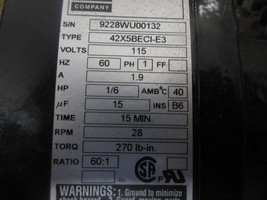 COMPANY
S/N 9228WU00132
TYPE 42X5BECI-E3
VOLTS 115
HZ 60 PH 1 FF
A 1.9
HP 1/6 AMB°C 40
µF 15 INS B6
TIME 15 MIN.
RPM 28
TORQ 270 lb-in.
RATIO 60:1
SA
WARNINGS: 1. Ground to minimize